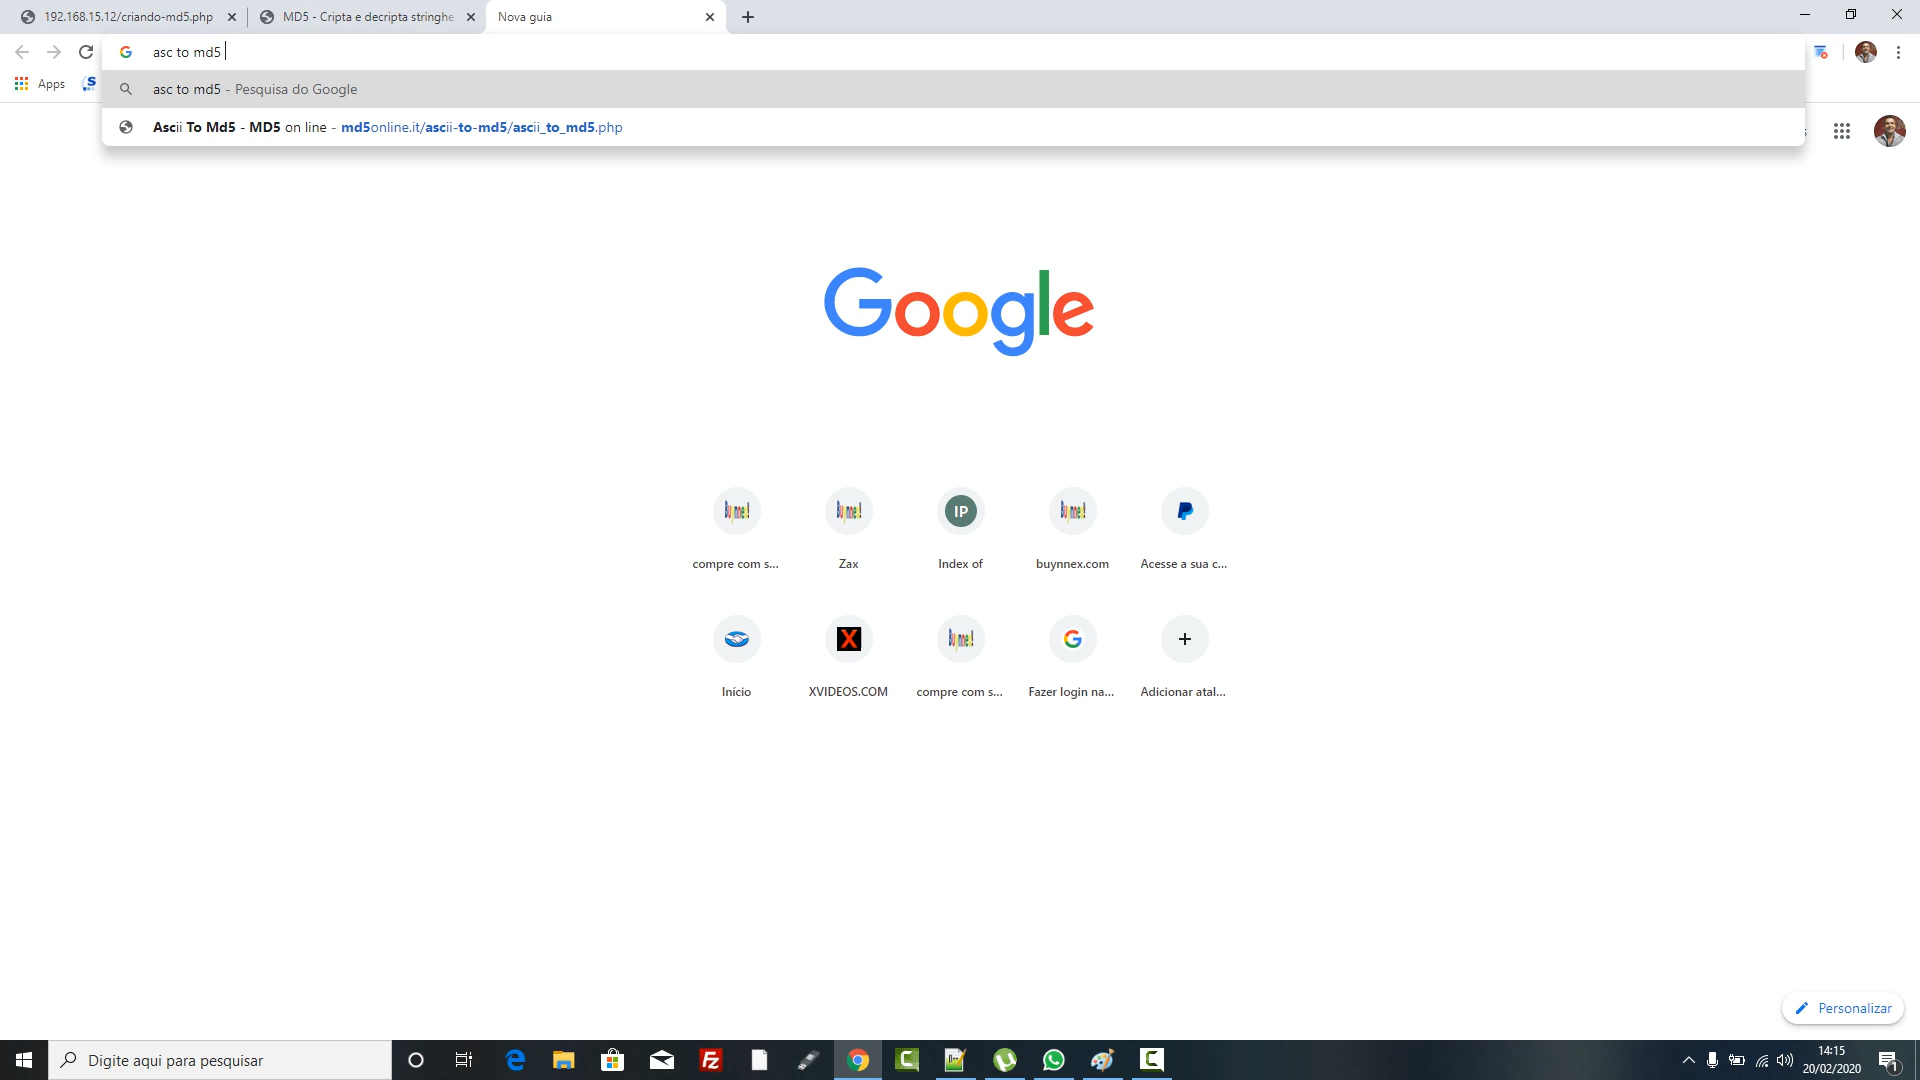 192.168.15.12/criando-md5.php
MD5 - Cripta e decripta stringhe
Nova guia
asc to md5
Apps
asc to md5 - Pesquisa do Google
Ascii To Md5 - MD5 on line - md5online.it/ascii-to-md5/ascii_to_md5.php
Google
IP
compre com s...
Zax
Index of
buynnex.com
Acesse a sua c...
Início
XVIDEOS.COM
compre com s...
Fazer login na...
Adicionar atal...
Personalizar
Digite aqui para pesquisar
14:15
20/02/2020
1